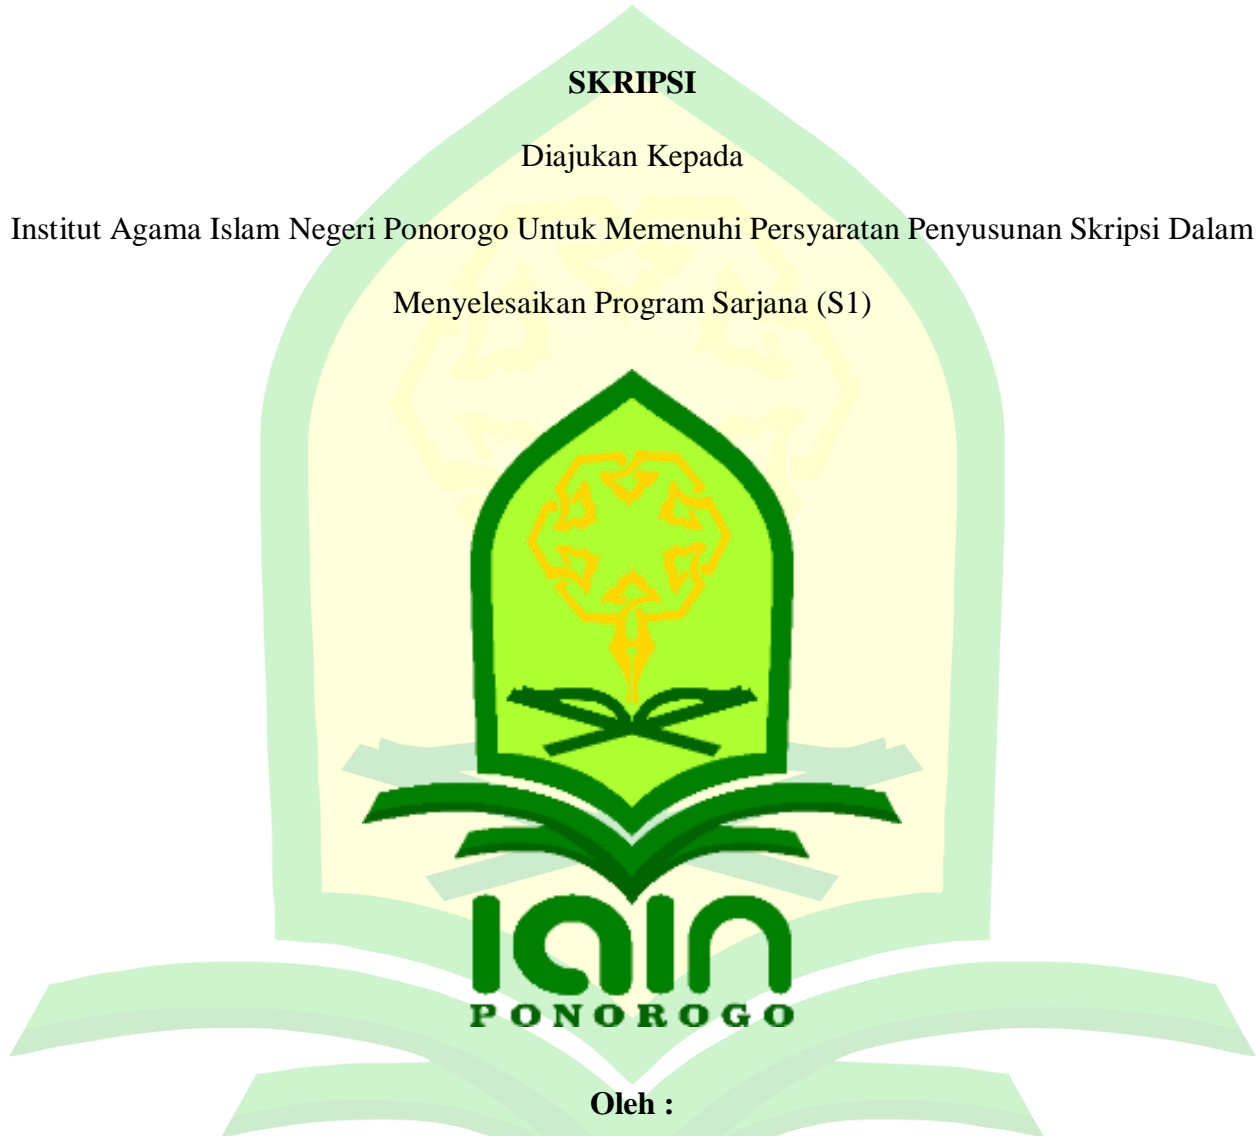 SKRIPSI
Diajukan Kepada
Institut Agama Islam Negeri Ponorogo Untuk Memenuhi Persyaratan Penyusunan Skripsi Dalam
Menyelesaikan Program Sarjana (S1)
IAIN
PONOROGO
Oleh :